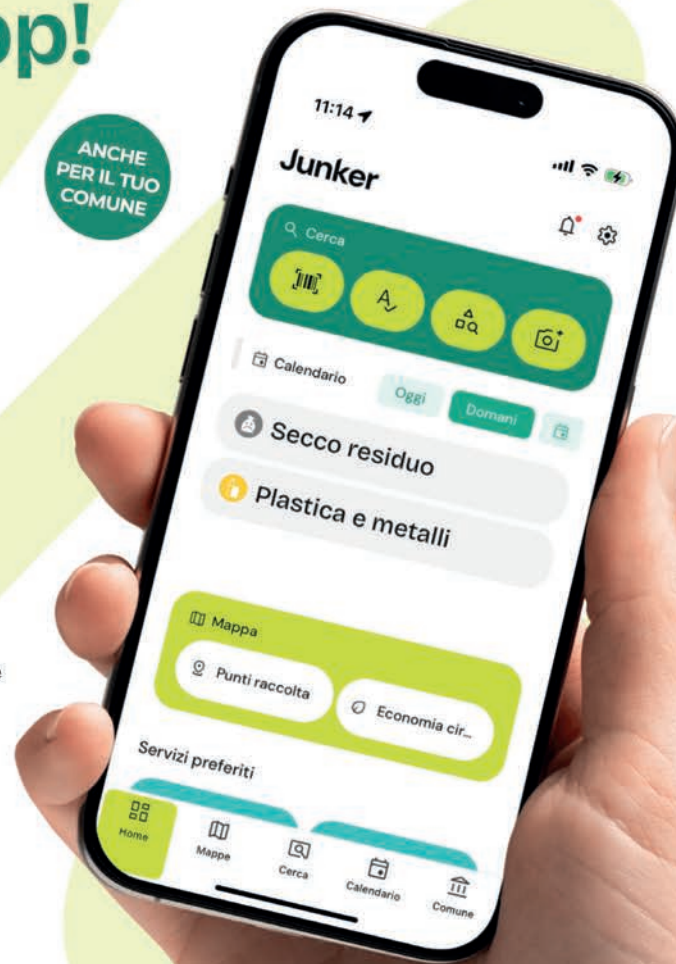 pp!
ANCHE
PER IL TUO
COMUNE
11:14
Junker
Cerca
Calendario
Oggi
Domani
Secco residuo
Plastica e metalli
Mappa
Punti raccolta
Economia cir...
Servizi preferiti
Home
Mappe
Cerca
Calendario
Comune